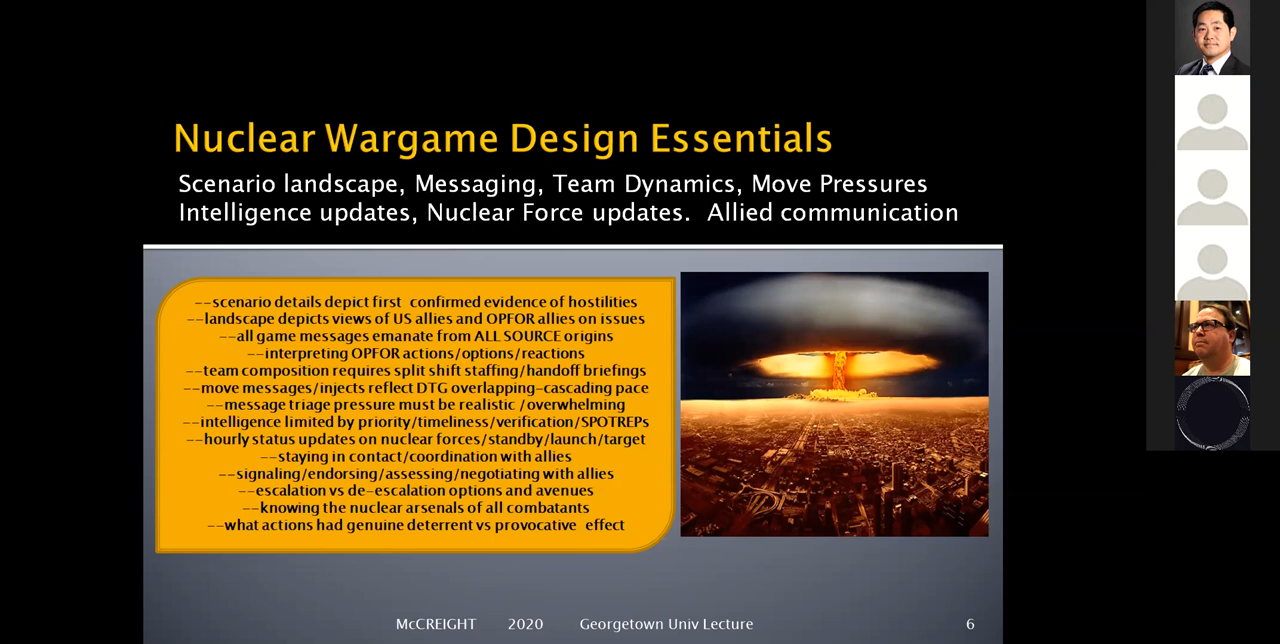 Nuclear Wargame Design Essentials
Scenario landscape, Messaging, Team Dynamics, Move Pressures
Intelligence updates, Nuclear Force updates.  Allied communication
--scenario details depict first  confirmed evidence of hostilities
--landscape depicts views of US allies and OPFOR allies on issues
--all game messages emanate from ALL SOURCE origins
--interpreting OPFOR actions/options/reactions
--team composition requires split shift staffing/handoff briefings
--move messages/injects reflect DTG overlapping-cascading pace
--message triage pressure must be realistic /overwhelming
--intelligence limited by priority/timeliness/verification/SPOTREPs
--hourly status updates on nuclear forces/standby/launch/target
--staying in contact/coordination with allies
--signaling/endorsing/assessing/negotiating with allies
--escalation vs de-escalation options and avenues
--knowing the nuclear arsenals of all combatants
--what actions had genuine deterrent vs provocative  effect
McCREIGHT 2020 Georgetown Univ Lecture 6